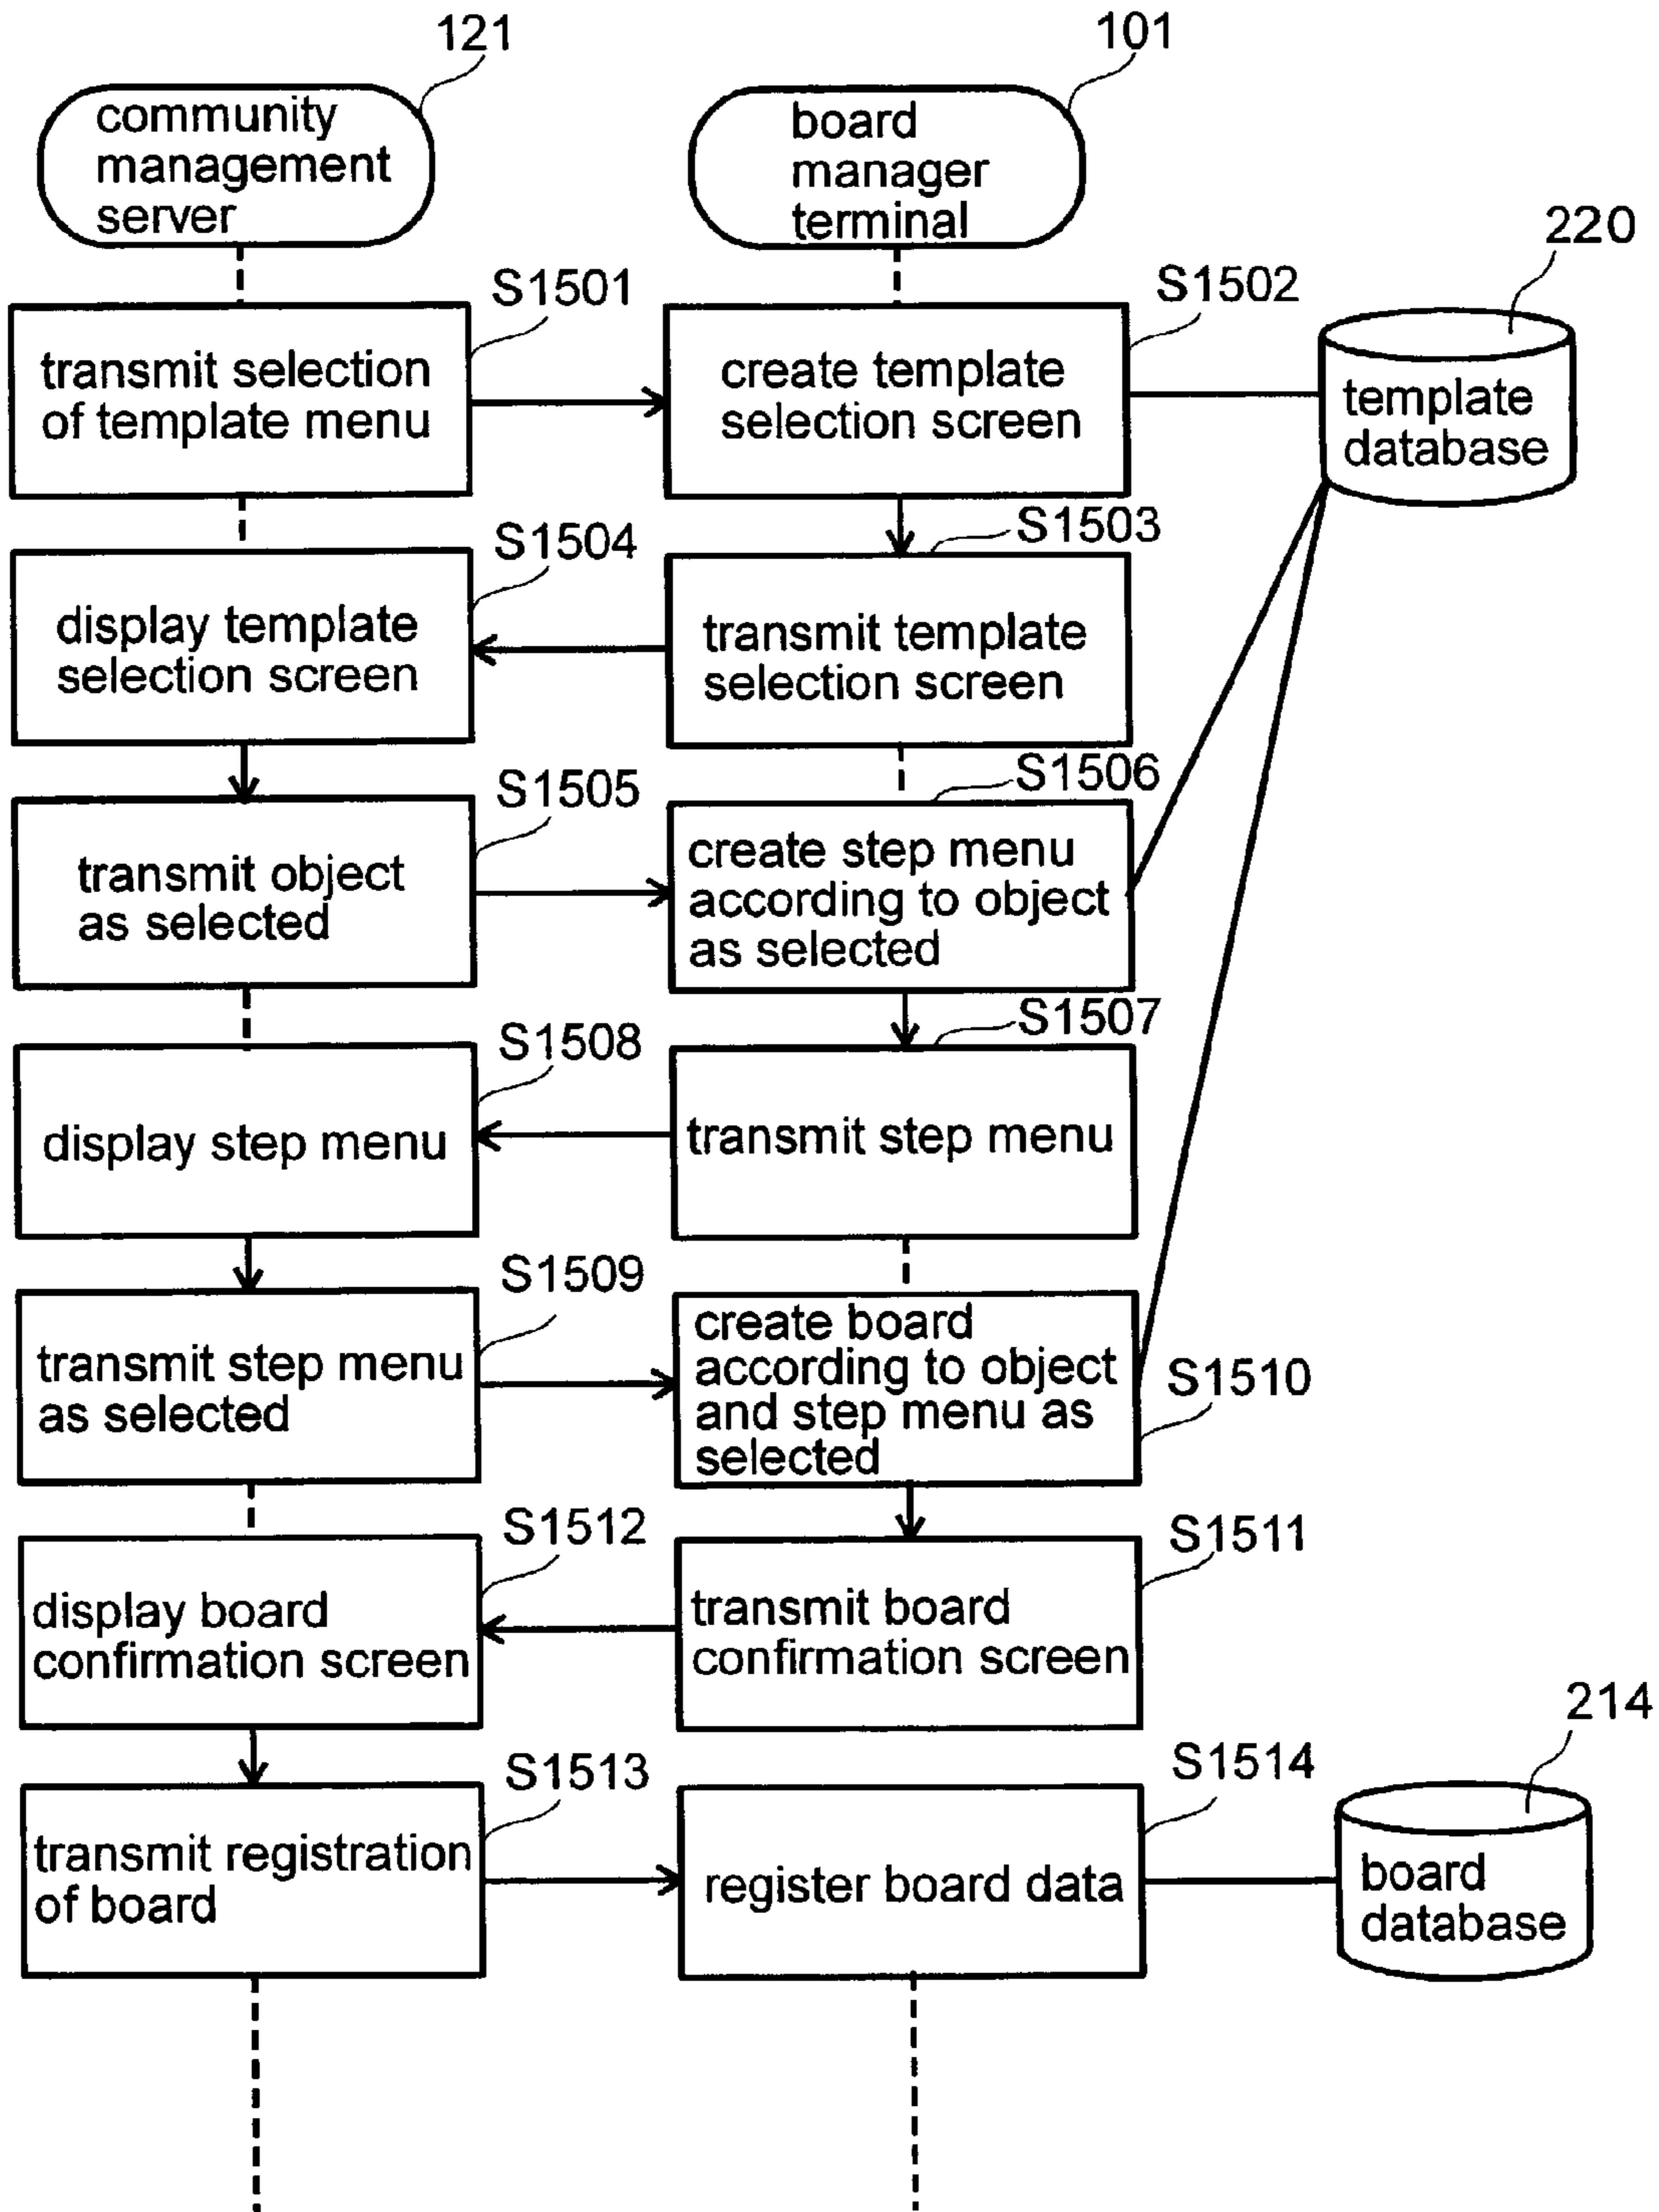 121
101
community
management
server
board
manager
terminal
220
S1501
S1502
transmit selection
of template menu
create template
selection screen
template
database
S1504
S1503
display template
selection screen
transmit template
selection screen
S1505
S1506
transmit object
as selected
create step menu
according to object
as selected
S1508
S1507
display step menu
transmit step menu
S1509
transmit step menu
as selected
create board
according to object
and step menu as
selected
S1510
S1512
S1511
display board
confirmation screen
transmit board
confirmation screen
214
S1513
S1514
transmit registration
of board
register board data
board
database